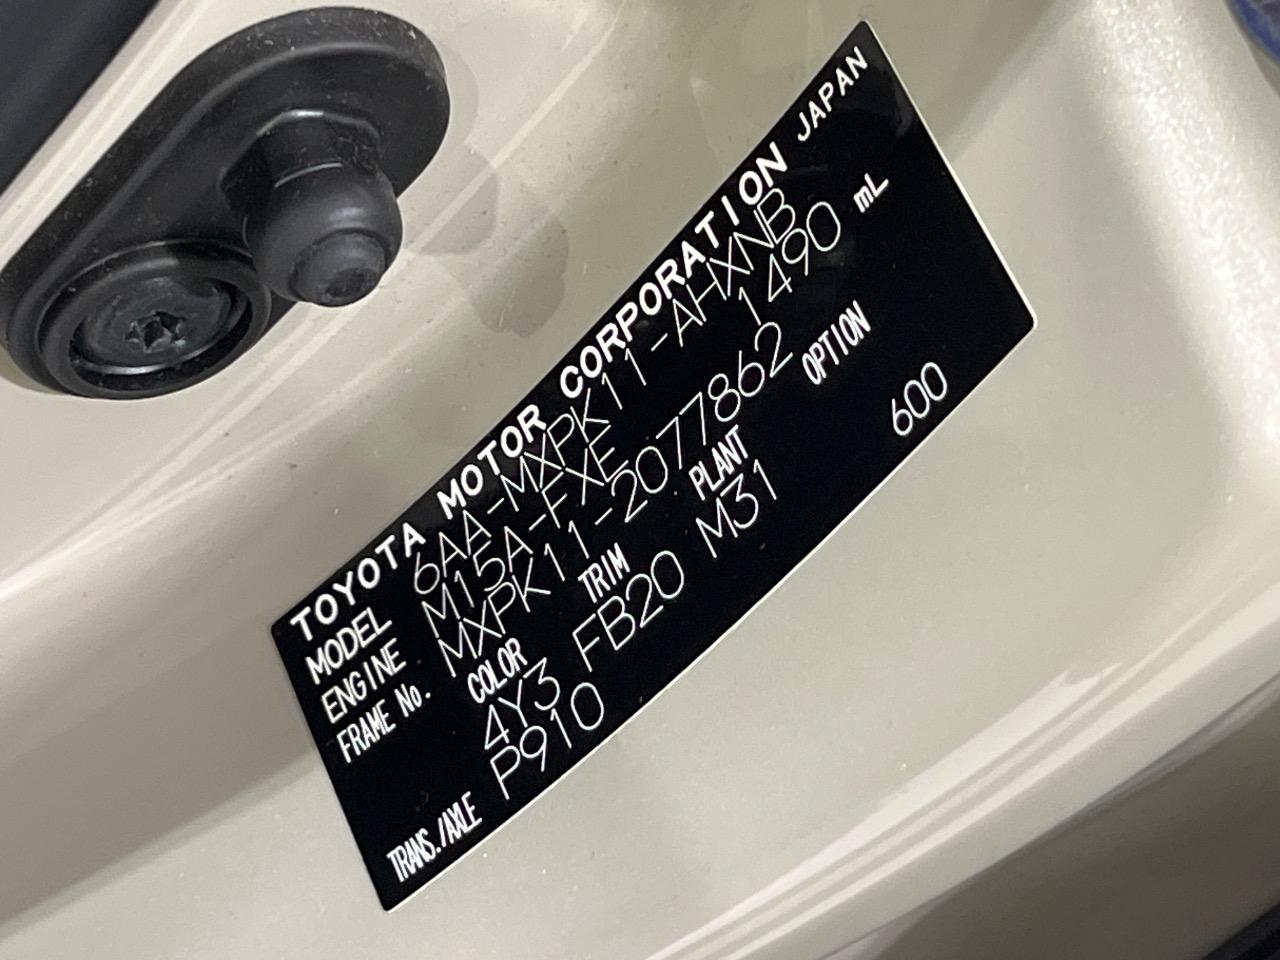 TOYOTA MOTOR CORPORATION JAPAN
MODEL 6AA-MXPK11-AHXNB
ENGINE M15A-FXE 1490 mL
FRAME No. MXPK11-2077862
COLOR TRIM PLANT OPTION
4Y3 FB20 M31 600
TRANS./AXLE P910